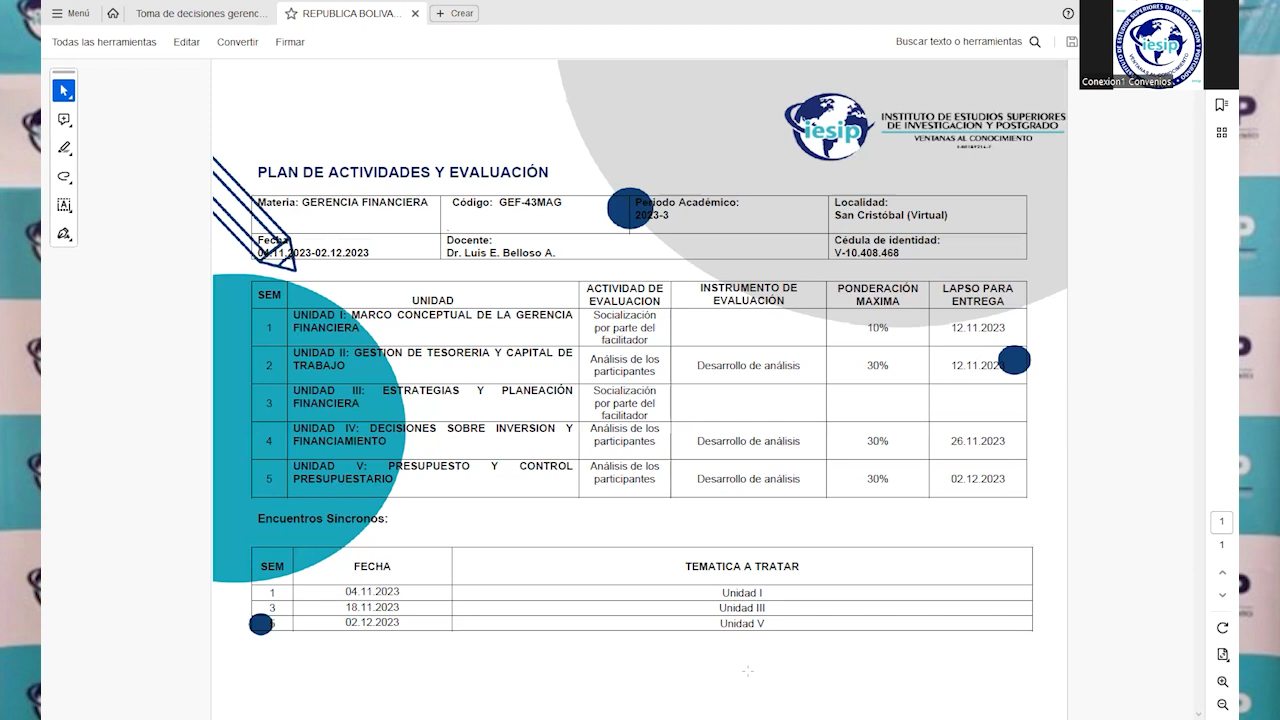 Menú
Toma de decisiones gerenc...
REPUBLICA BOLIVA...
Crear
Todas las herramientas
Editar
Convertir
Firmar
Buscar texto o herramientas
iesip
Conexion1 Convenios
iesip
INSTITUTO DE ESTUDIOS SUPERIORES
DE INVESTIGACION Y POSTGRADO
VENTANAS AL CONOCIMIENTO
PLAN DE ACTIVIDADES Y EVALUACIÓN
Materia: GERENCIA FINANCIERA
Código: GEF-43MAG
Periodo Académico:
2023-3
Localidad:
San Cristóbal (Virtual)
Fecha
04.11.2023-02.12.2023
Docente:
Dr. Luis E. Belloso A.
Cédula de identidad:
V-10.408.468
SEM
UNIDAD
ACTIVIDAD DE
EVALUACION
INSTRUMENTO DE
EVALUACIÓN
PONDERACIÓN
MAXIMA
LAPSO PARA
ENTREGA
1
UNIDAD I: MARCO CONCEPTUAL DE LA GERENCIA
FINANCIERA
Socialización
por parte del
facilitador
10%
12.11.2023
2
UNIDAD II: GESTION DE TESORERIA Y CAPITAL DE
TRABAJO
Análisis de los
participantes
Desarrollo de análisis
30%
12.11.2023
3
UNIDAD III: ESTRATEGIAS Y PLANEACIÓN
FINANCIERA
Socialización
por parte del
facilitador
4
UNIDAD IV: DECISIONES SOBRE INVERSION Y
FINANCIAMIENTO
Análisis de los
participantes
Desarrollo de análisis
30%
26.11.2023
5
UNIDAD V: PRESUPUESTO Y CONTROL
PRESUPUESTARIO
Análisis de los
participantes
Desarrollo de análisis
30%
02.12.2023
Encuentros Síncronos:
SEM
FECHA
TEMATICA A TRATAR
1
04.11.2023
Unidad I
3
18.11.2023
Unidad III
02.12.2023
Unidad V
1
1